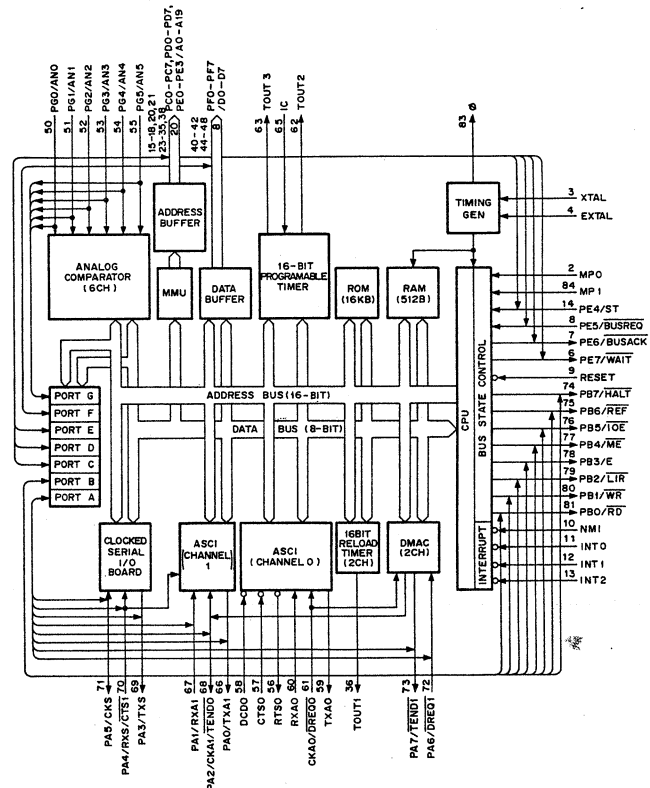 50 PG0/AN0
51 PG1/AN1
52 PG2/AN2
53 PG3/AN3
54 PG4/AN4
55 PG5/AN5
15-18,20,21
23-35,38
PC0-PC7,PD0-PD7,
PE0-PE3/A0-A19
20
40-42
44-48
PF0-PF7
/D0-D7
8
63 TOUT3
65 IC
62 TOUT2
83 Ø
TIMING
GEN
3 XTAL
4 EXTAL
ANALOG
COMPARATOR
(6CH)
ADDRESS
BUFFER
MMU
DATA
BUFFER
16-BIT
PROGRAMABLE
TIMER
ROM
(16KB)
RAM
(512B)
2 MP0
84 MP1
14 PE4/ST
8 PE5/BUSREQ
7 PE6/BUSACK
6 PE7/WAIT
9 RESET
74 PB7/HALT
75 PB6/REF
76 PB5/IOE
77 PB4/ME
78 PB3/E
79 PB2/LIR
80 PB1/WR
81 PB0/RD
10 NMI
11 INT0
12 INT1
13 INT2
CPU
BUS STATE CONTROL
INTERRUPT
PORT G
PORT F
PORT E
PORT D
PORT C
PORT B
PORT A
ADDRESS BUS(16-BIT)
DATA BUS (8-BIT)
CLOCKED
SERIAL
I/O
BOARD
ASCI
(CHANNEL
1)
ASCI
(CHANNEL 0)
16BIT
RELOAD
TIMER
(2CH)
DMAC
(2CH)
71 PA5/CKS
70 PA4/RXS/CTS1
69 PA3/TXS
67 PA1/RXA1
68 PA2/CKA1/TEND0
66 PA0/TXA1
58 DCD0
57 CTS0
56 RTS0
60 RXA0
61 CKA0/DREQ0
59 TXA0
36 TOUT1
73 PA7/TEND1
72 PA6/DREQ1